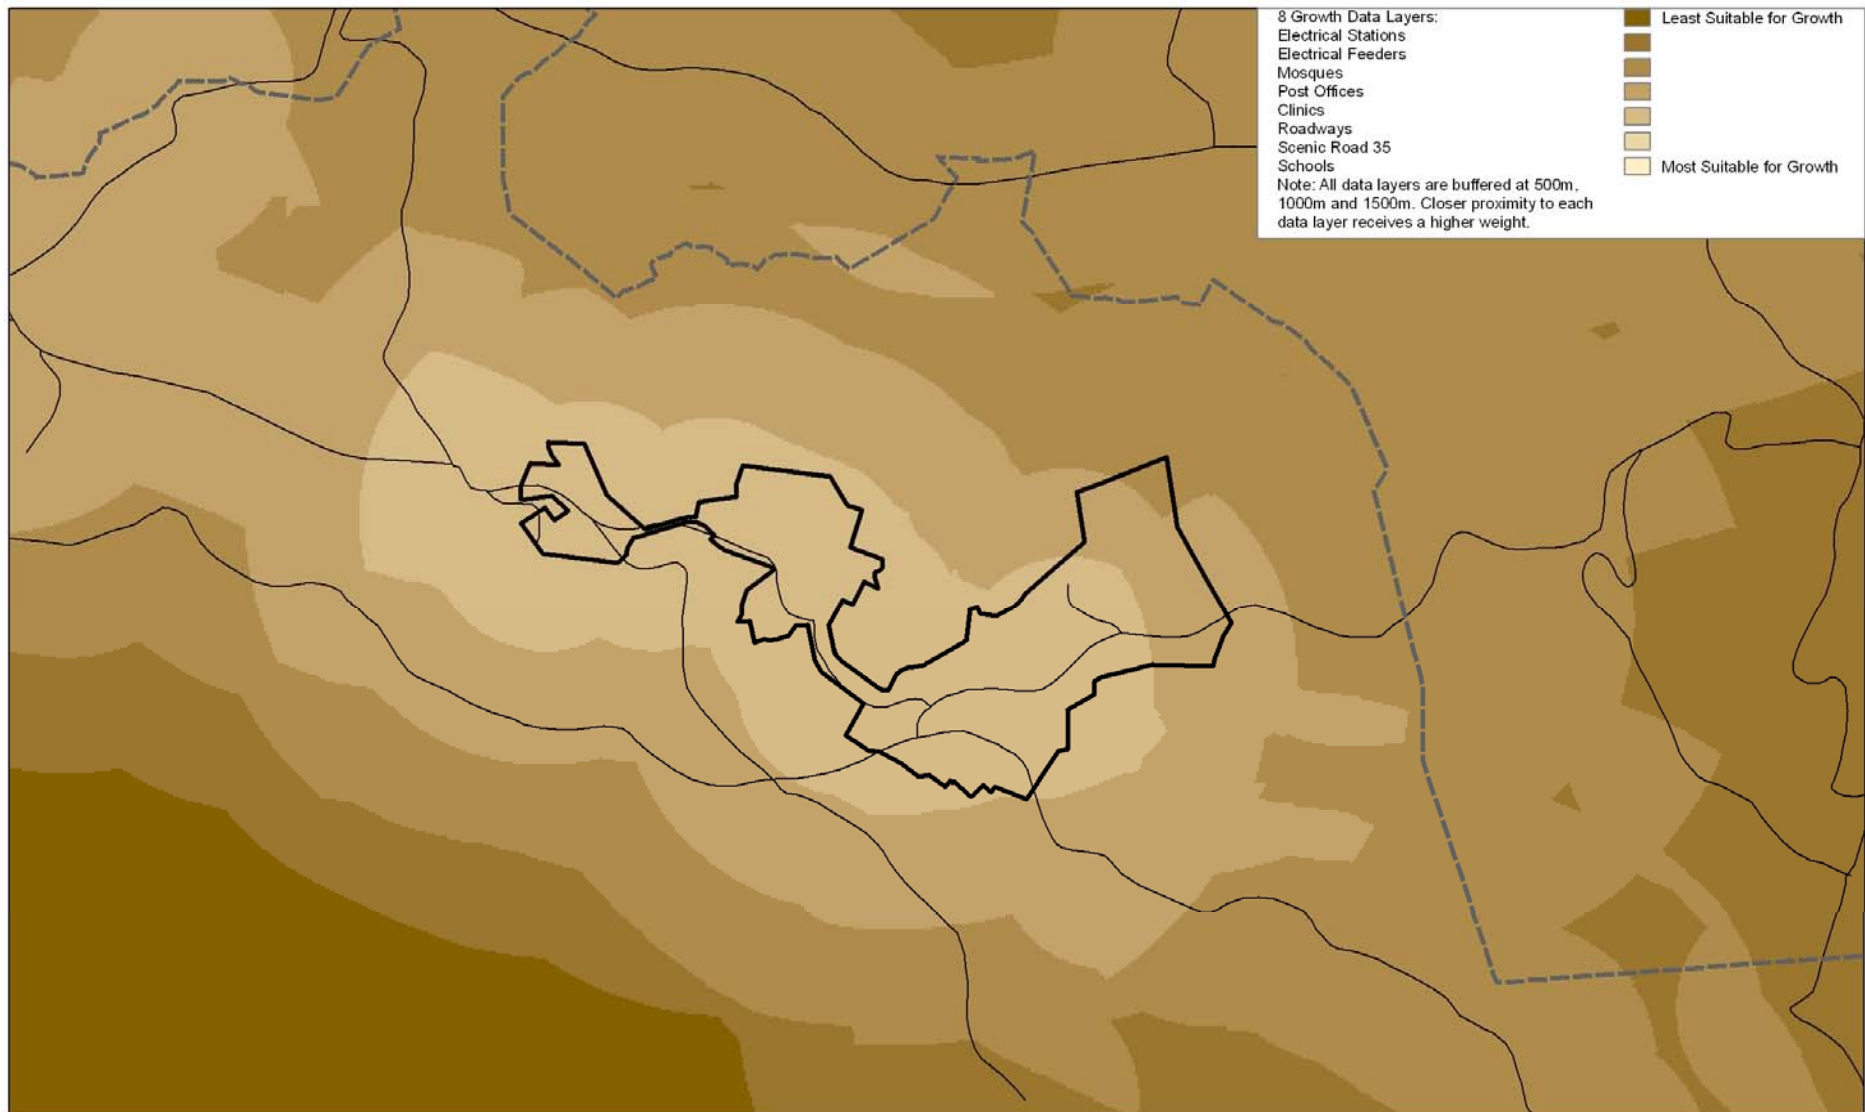 8 Growth Data Layers:
Electrical Stations
Electrical Feeders
Mosques
Post Offices
Clinics
Roadways
Scenic Road 35
Schools
Note: All data layers are buffered at 500m,
1000m and 1500m. Closer proximity to each
data layer receives a higher weight.
Least Suitable for Growth
Most Suitable for Growth